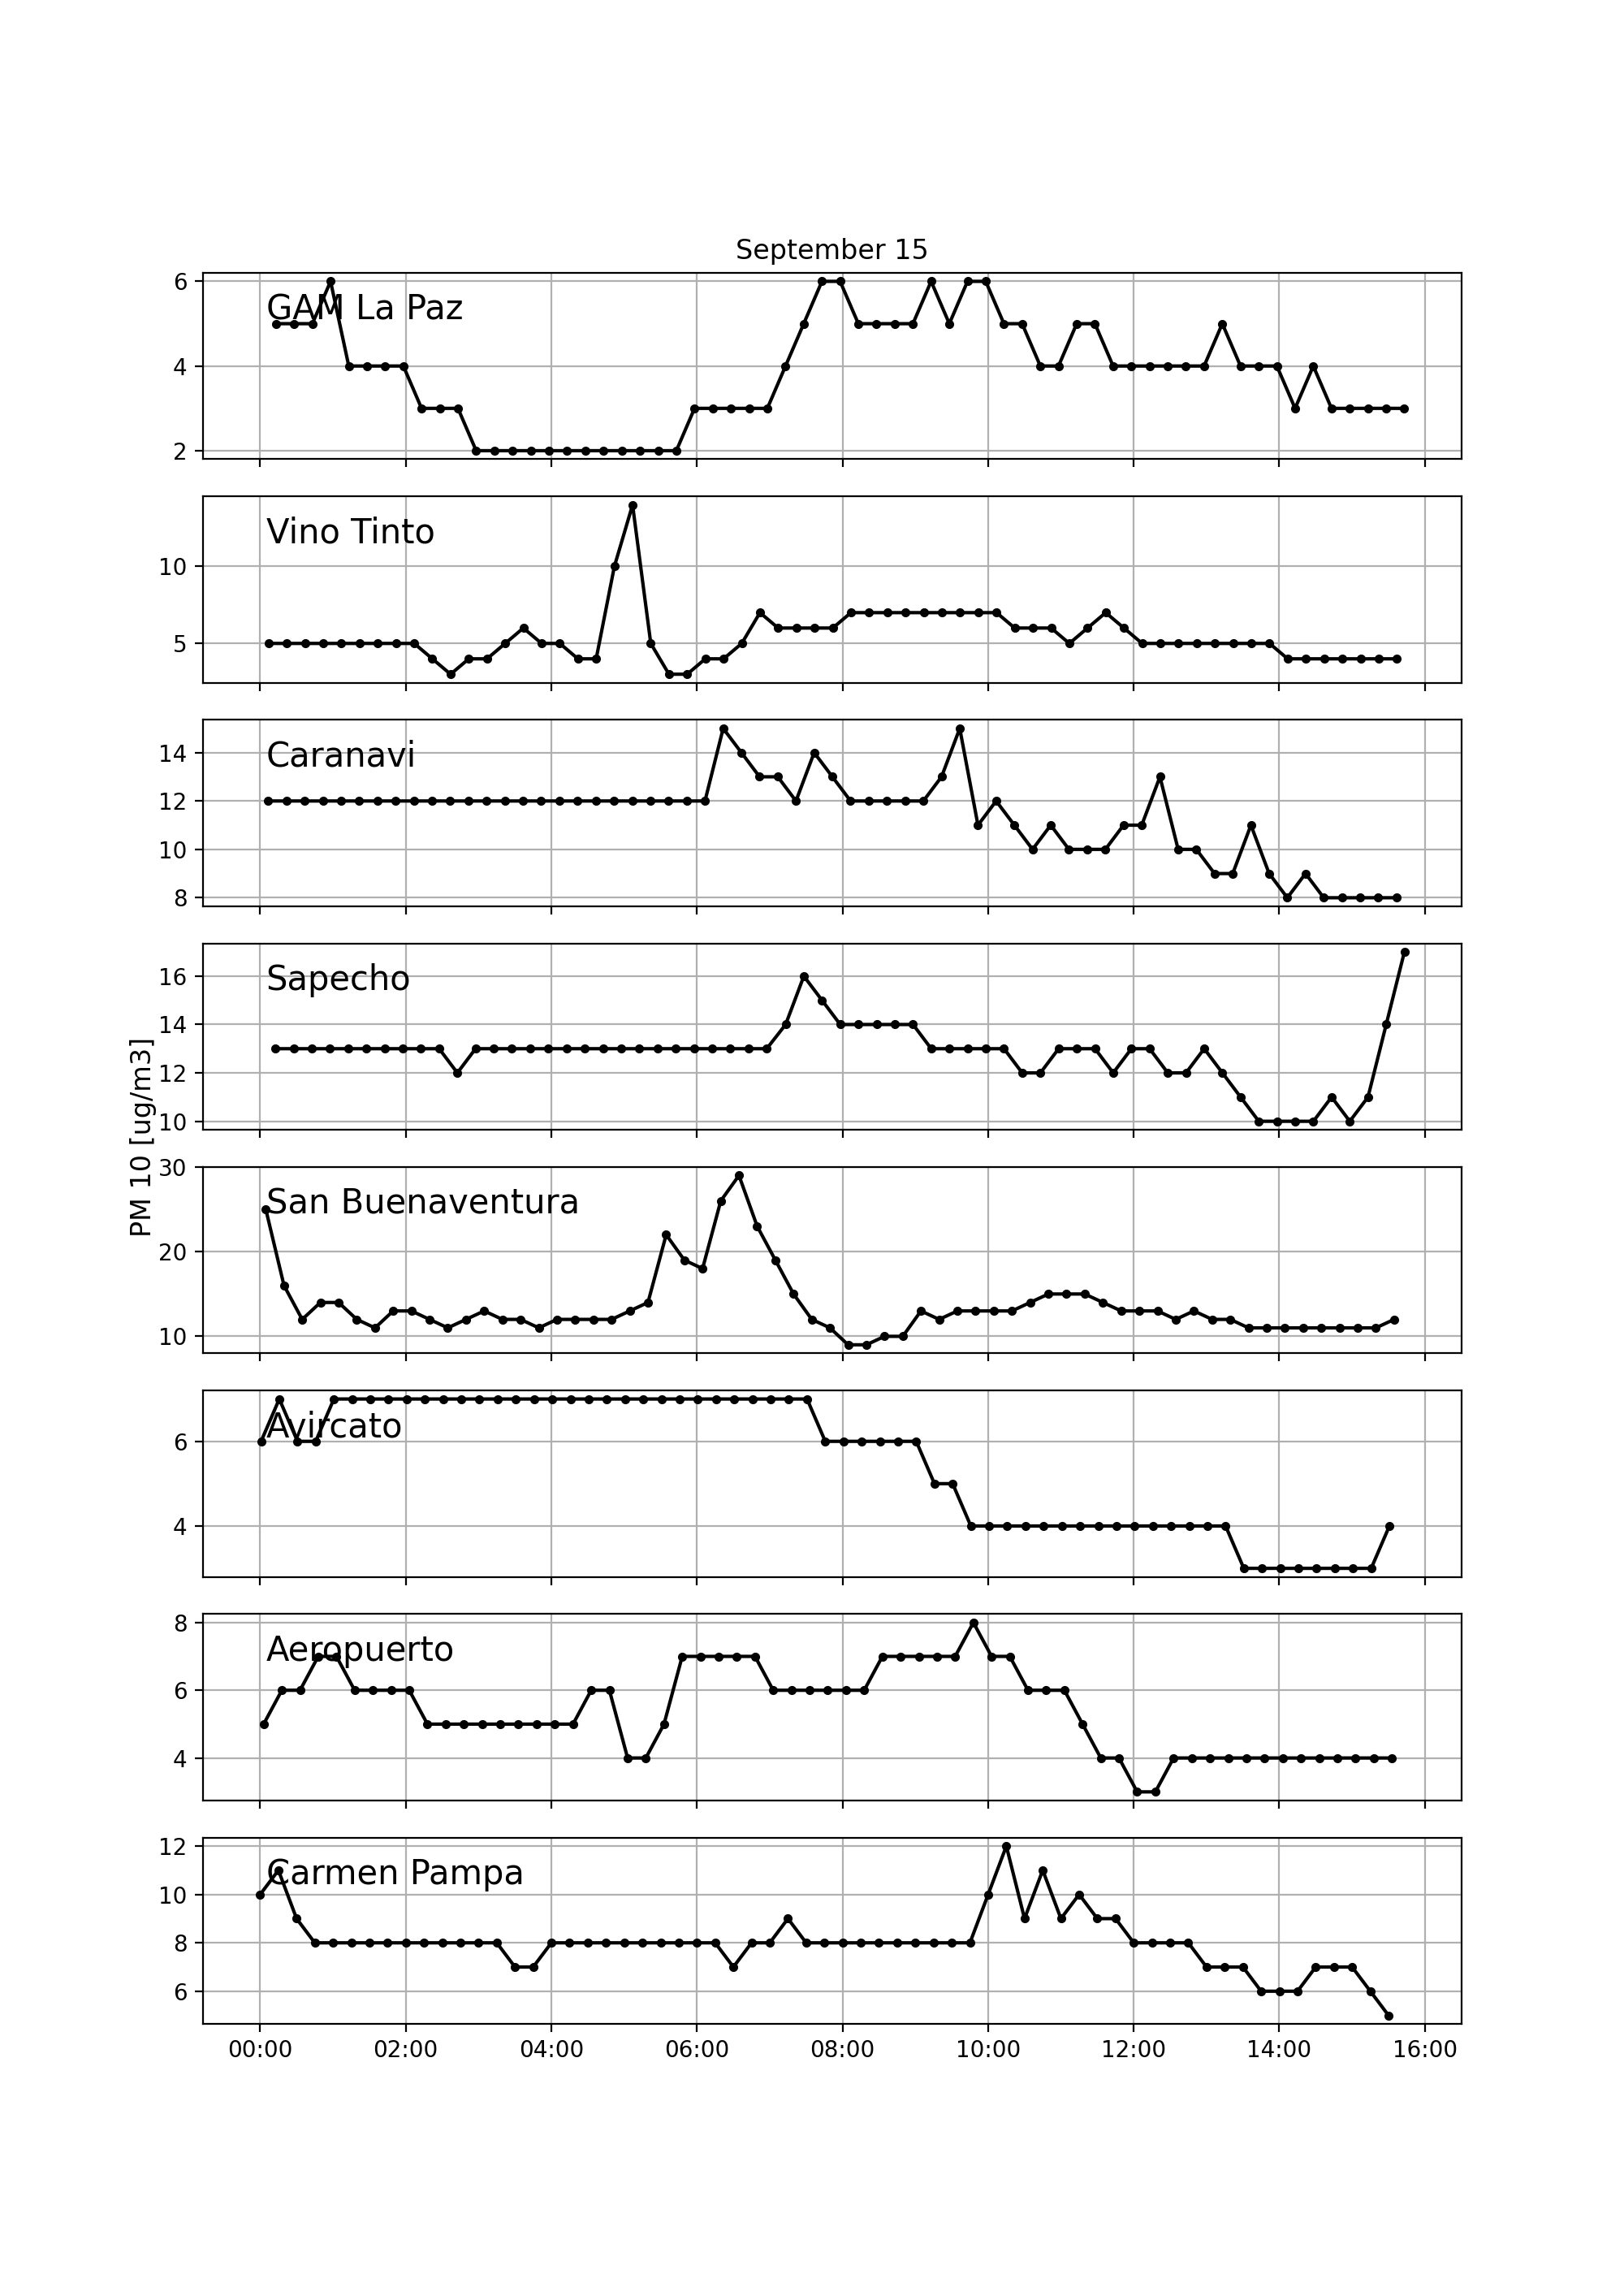 September 15
PM 10 [ug/m3]
6
GAM La Paz
4
2
Vino Tinto
10
5
14
Caranavi
12
10
8
16
Sapecho
14
12
10
30
San Buenaventura
20
10
Avircato
6
4
8
Aeropuerto
6
4
12
Carmen Pampa
10
8
6
00:00 02:00 04:00 06:00 08:00 10:00 12:00 14:00 16:00